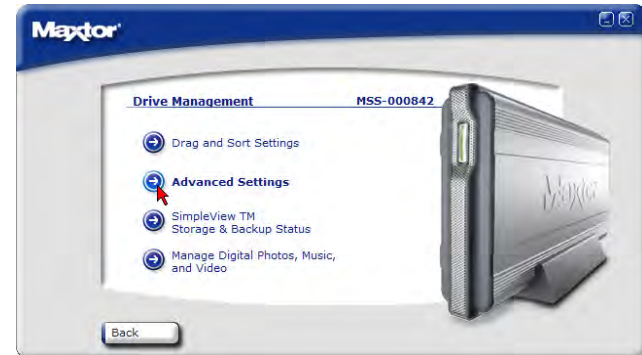 Maxtor
Drive Management MSS-000842
Drag and Sort Settings
Advanced Settings
SimpleView TM
Storage & Backup Status
Manage Digital Photos, Music,
and Video
Maxtor
Back